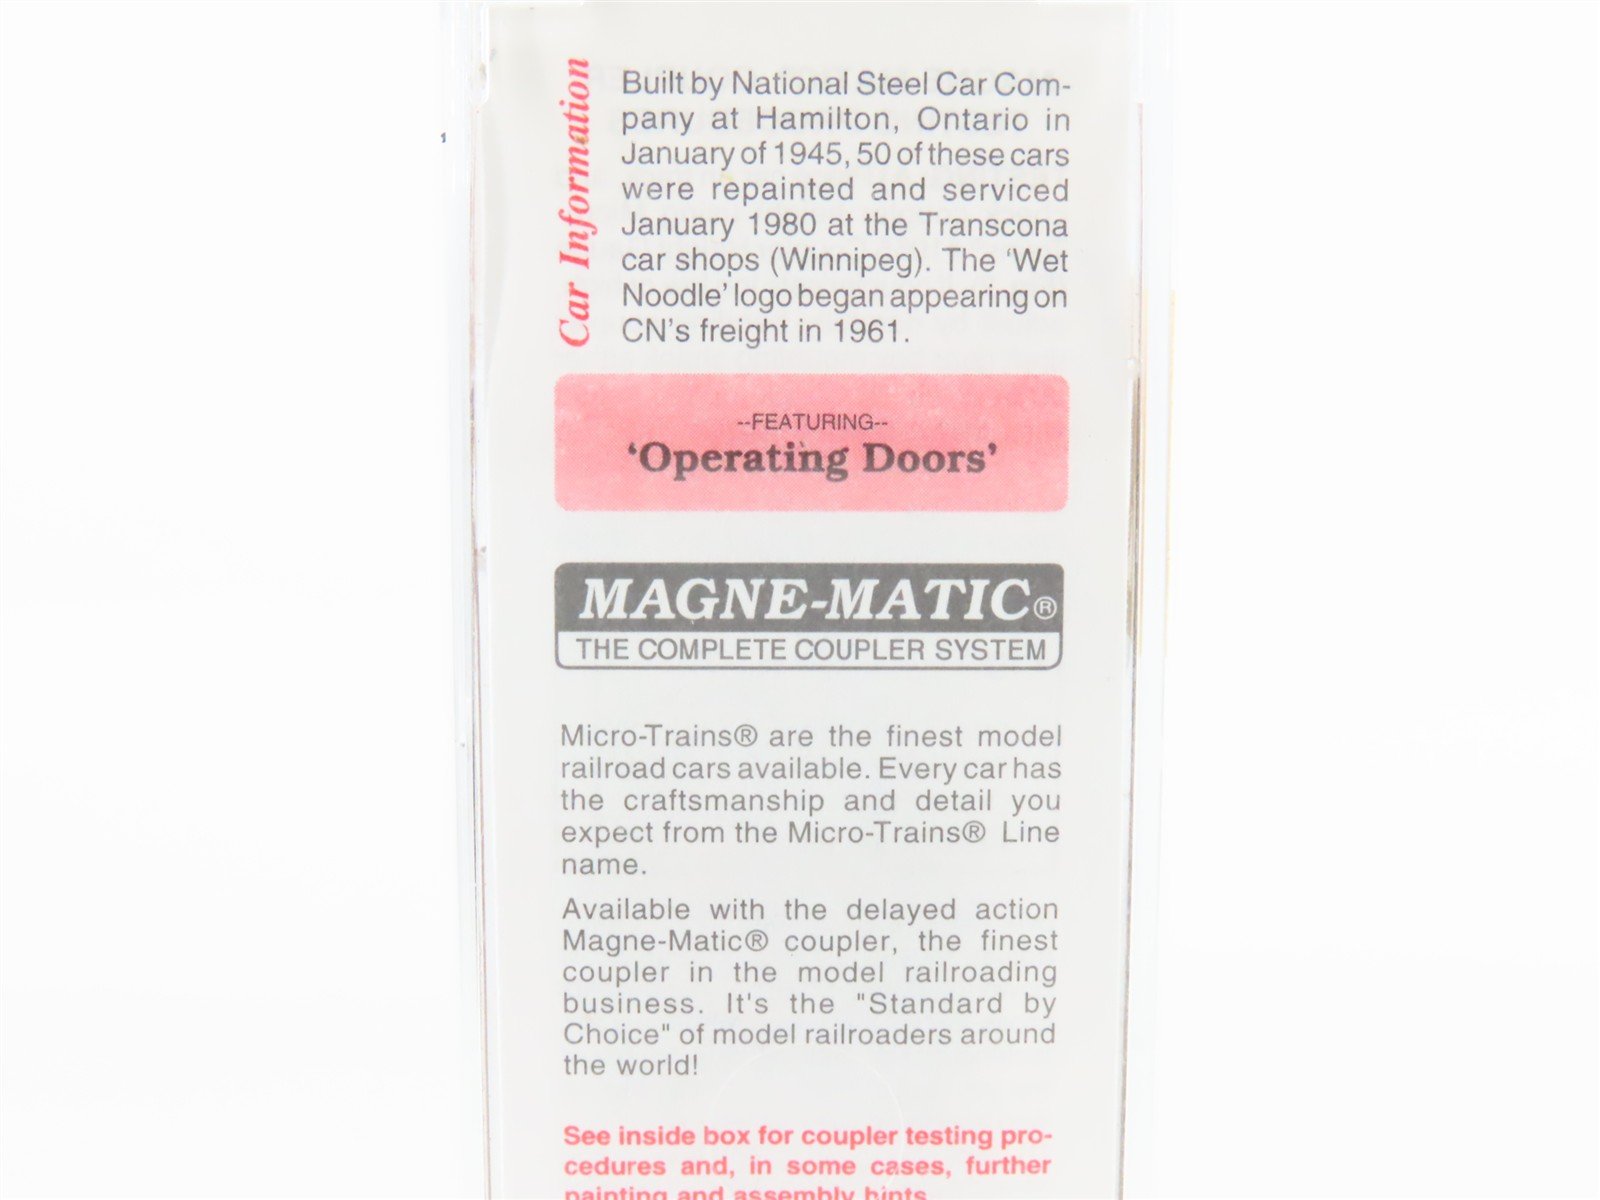 Car Information
Built by National Steel Car Com-
pany at Hamilton, Ontario in
January of 1945, 50 of these cars
were repainted and serviced
January 1980 at the Transcona
car shops (Winnipeg). The 'Wet
Noodle' logo began appearing on
CN's freight in 1961.
--FEATURING--
'Operating Doors'
MAGNE-MATIC®
THE COMPLETE COUPLER SYSTEM
Micro-Trains® are the finest model
railroad cars available. Every car has
the craftsmanship and detail you
expect from the Micro-Trains® Line
name.
Available with the delayed action
Magne-Matic® coupler, the finest
coupler in the model railroading
business. It's the "Standard by
Choice" of model railroaders around
the world!
See inside box for coupler testing pro-
cedures and, in some cases, further
painting and assembly hints.